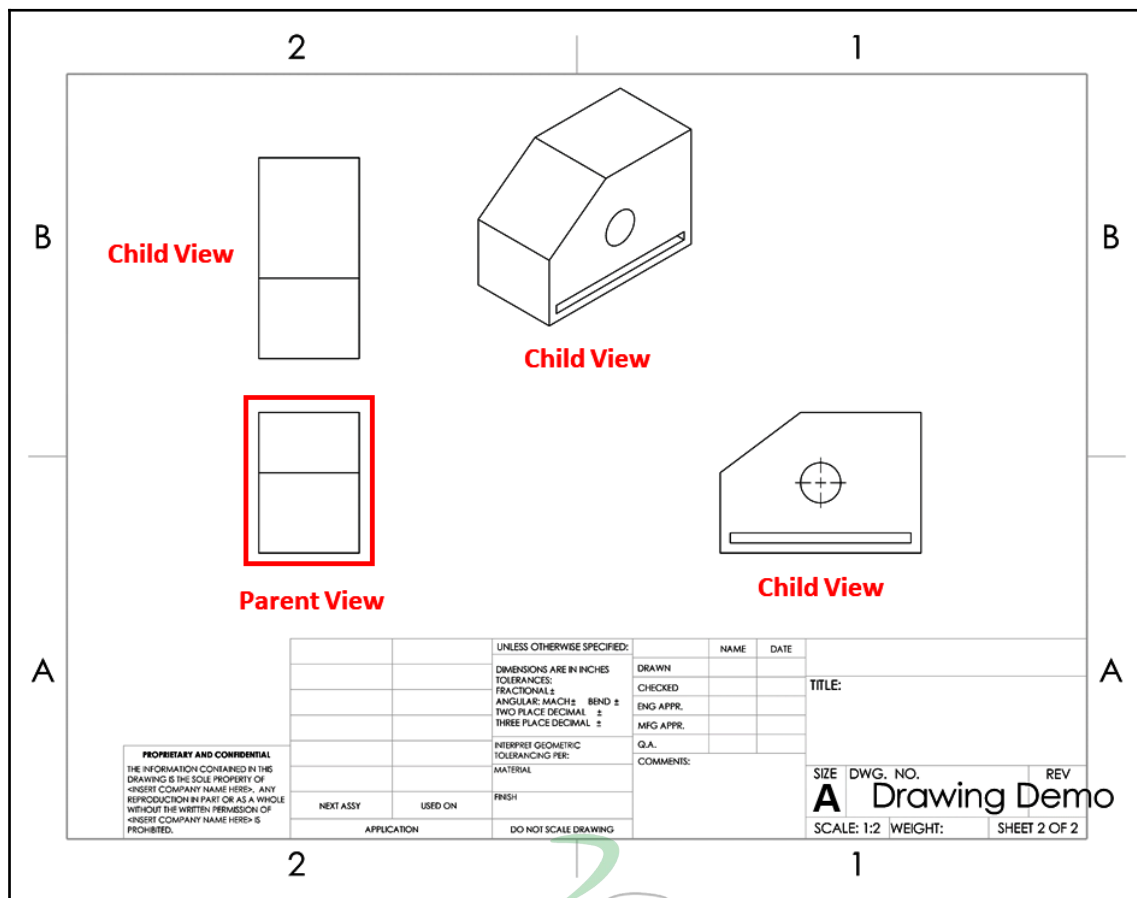 2 1
B B
Child View
Child View
Parent View
Child View
A A
UNLESS OTHERWISE SPECIFIED:
DIMENSIONS ARE IN INCHES
TOLERANCES:
FRACTIONAL ±
ANGULAR: MACH± BEND ±
TWO PLACE DECIMAL ±
THREE PLACE DECIMAL ±
INTERPRET GEOMETRIC
TOLERANCING PER:
MATERIAL
FINISH
DO NOT SCALE DRAWING
NAME DATE
DRAWN
CHECKED
ENG APPR.
MFG APPR.
Q.A.
COMMENTS:
TITLE:
PROPRIETARY AND CONFIDENTIAL
THE INFORMATION CONTAINED IN THIS
DRAWING IS THE SOLE PROPERTY OF
<INSERT COMPANY NAME HERE>. ANY
REPRODUCTION IN PART OR AS A WHOLE
WITHOUT THE WRITTEN PERMISSION OF
<INSERT COMPANY NAME HERE> IS
PROHIBITED.
NEXT ASSY USED ON
APPLICATION
SIZE DWG. NO. REV
A Drawing Demo
SCALE: 1:2 WEIGHT: SHEET 2 OF 2
2 1